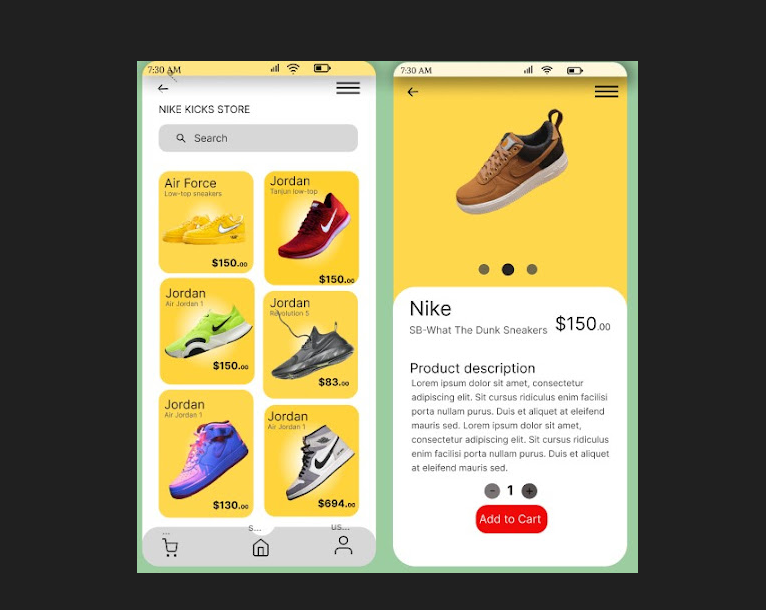 7:30 AM
NIKE KICKS STORE
Search
Air Force
Low-top sneakers
$150.00
Jordan
Tanjun low-top
$150.00
Jordan
Air Jordan 1
$150.00
Jordan
Revolution 5
$83.00
Jordan
Air Jordan 1
$130.00
Jordan
Air Jordan 1
$694.00
...
S...
US...
7:30 AM
Nike
SB-What The Dunk Sneakers
$150.00
Product description
Lorem ipsum dolor sit amet, consectetur
adipiscing elit. Sit cursus ridiculus enim facilisi
porta nullam purus. Duis et aliquet at eleifend
mauris sed. Lorem ipsum dolor sit amet,
consectetur adipiscing elit. Sit cursus ridiculus
enim facilisi porta nullam purus. Duis et aliquet
at eleifend mauris sed.
- 1 +
Add to Cart